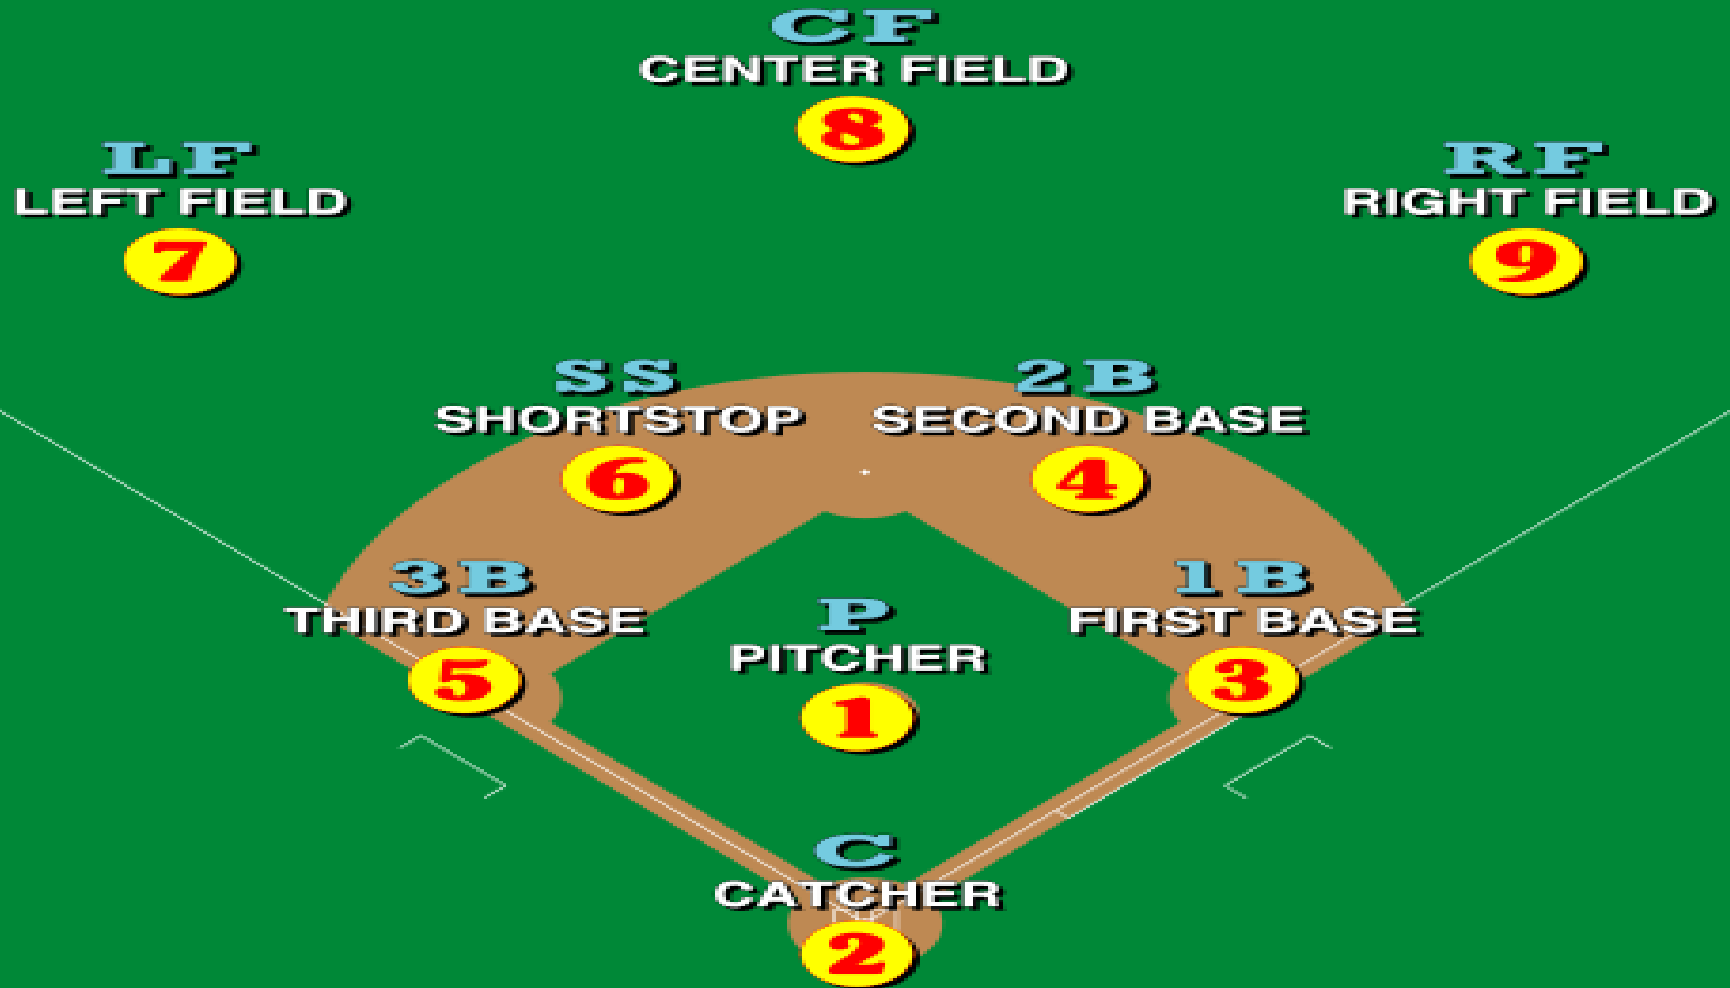 CF
CENTER FIELD
8
LF
LEFT FIELD
7
RF
RIGHT FIELD
9
SS
SHORTSTOP
6
2B
SECOND BASE
4
3B
THIRD BASE
5
P
PITCHER
1
1B
FIRST BASE
3
C
CATCHER
2